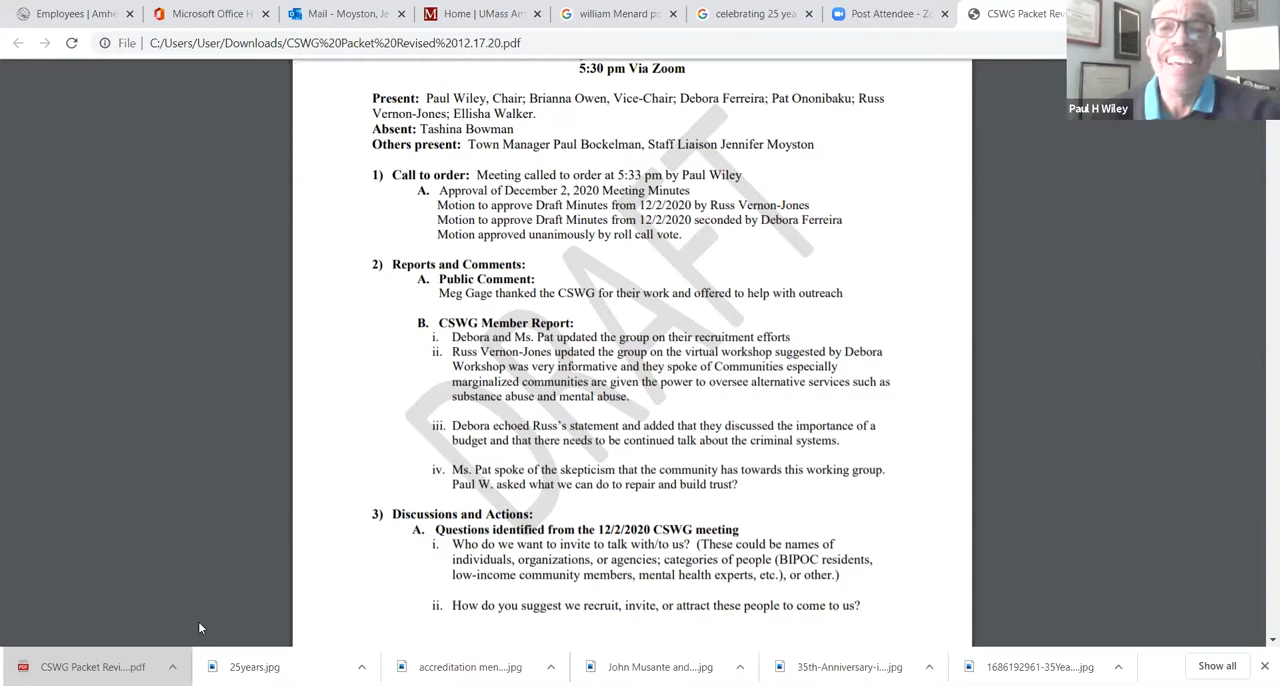 Employees | Amhe
Microsoft Office H
Mail - Moyston, Je
Home | UMass Am
william Menard po
celebrating 25 yea
Post Attendee - Zo
CSWG Packet Revi
File
C:/Users/User/Downloads/CSWG%20Packet%20Revised%2012.17.20.pdf
Paul H Wiley
5:30 pm Via Zoom
Present: Paul Wiley, Chair; Brianna Owen, Vice-Chair; Debora Ferreira; Pat Ononibaku; Russ
Vernon-Jones; Ellisha Walker.
Absent: Tashina Bowman
Others present: Town Manager Paul Bockelman, Staff Liaison Jennifer Moyston
1) Call to order: Meeting called to order at 5:33 pm by Paul Wiley
A. Approval of December 2, 2020 Meeting Minutes
Motion to approve Draft Minutes from 12/2/2020 by Russ Vernon-Jones
Motion to approve Draft Minutes from 12/2/2020 seconded by Debora Ferreira
Motion approved unanimously by roll call vote.
2) Reports and Comments:
A. Public Comment:
Meg Gage thanked the CSWG for their work and offered to help with outreach
B. CSWG Member Report:
i. Debora and Ms. Pat updated the group on their recruitment efforts
ii. Russ Vernon-Jones updated the group on the virtual workshop suggested by Debora
Workshop was very informative and they spoke of Communities especially
marginalized communities are given the power to oversee alternative services such as
substance abuse and mental abuse.
iii. Debora echoed Russ's statement and added that they discussed the importance of a
budget and that there needs to be continued talk about the criminal systems.
iv. Ms. Pat spoke of the skepticism that the community has towards this working group.
Paul W. asked what we can do to repair and build trust?
3) Discussions and Actions:
A. Questions identified from the 12/2/2020 CSWG meeting
i. Who do we want to invite to talk with/to us? (These could be names of
individuals, organizations, or agencies; categories of people (BIPOC residents,
low-income community members, mental health experts, etc.), or other.)
ii. How do you suggest we recruit, invite, or attract these people to come to us?
DRAFT
CSWG Packet Revi....pdf
25years.jpg
accreditation men....jpg
John Musante and....jpg
35th-Anniversary-i....jpg
1686192961-35Yea....jpg
Show all